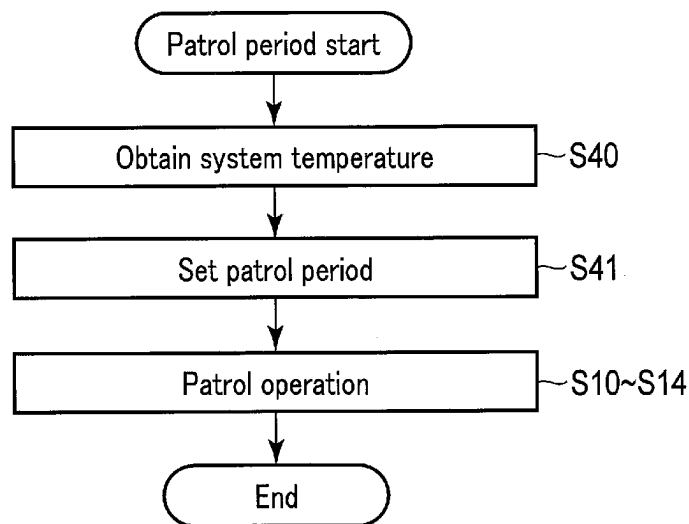 Patrol period start
Obtain system temperature
S40
Set patrol period
S41
Patrol operation
S10~S14
End